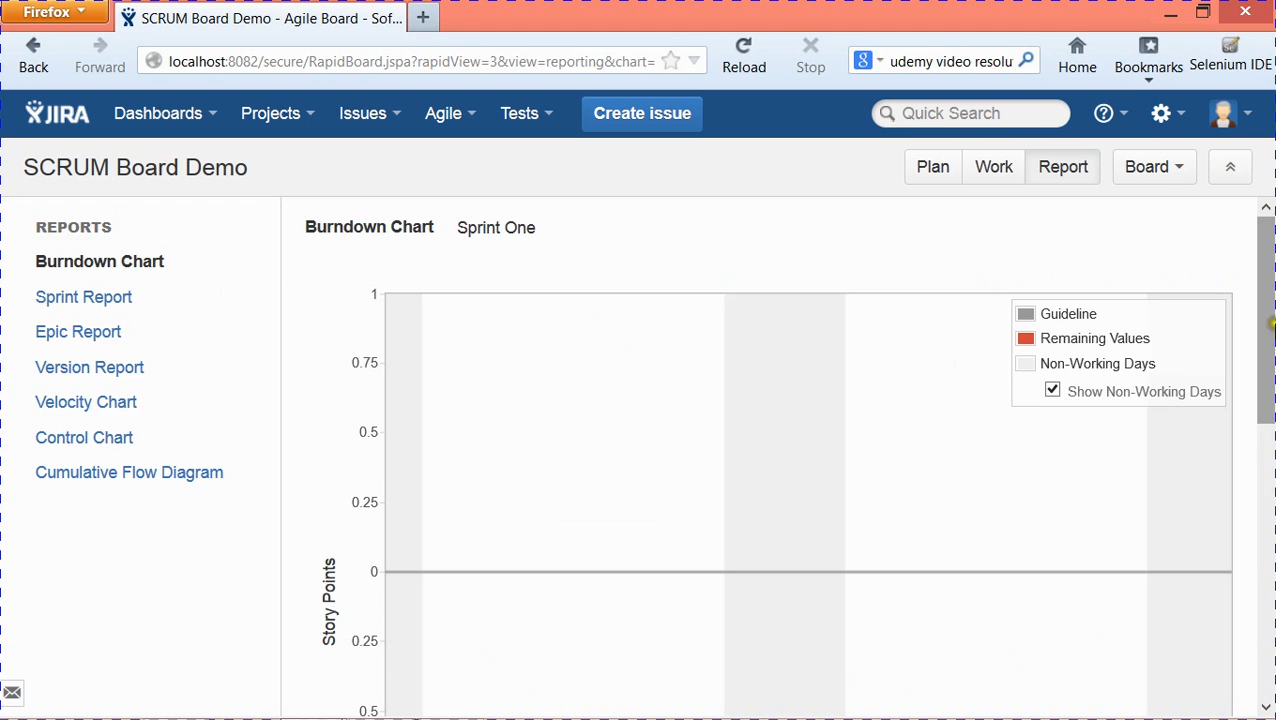 Firefox
SCRUM Board Demo - Agile Board - Sof...
Back
Forward
localhost:8082/secure/RapidBoard.jspa?rapidView=3&view=reporting&chart=
Reload
Stop
udemy video resolu
Home
Bookmarks
Selenium IDE
JIRA
Dashboards
Projects
Issues
Agile
Tests
Create issue
Quick Search
SCRUM Board Demo
Plan
Work
Report
Board
REPORTS
Burndown Chart
Sprint Report
Epic Report
Version Report
Velocity Chart
Control Chart
Cumulative Flow Diagram
Burndown Chart Sprint One
1
0.75
0.5
0.25
0
0.25
0.5
Story Points
Guideline
Remaining Values
Non-Working Days
Show Non-Working Days